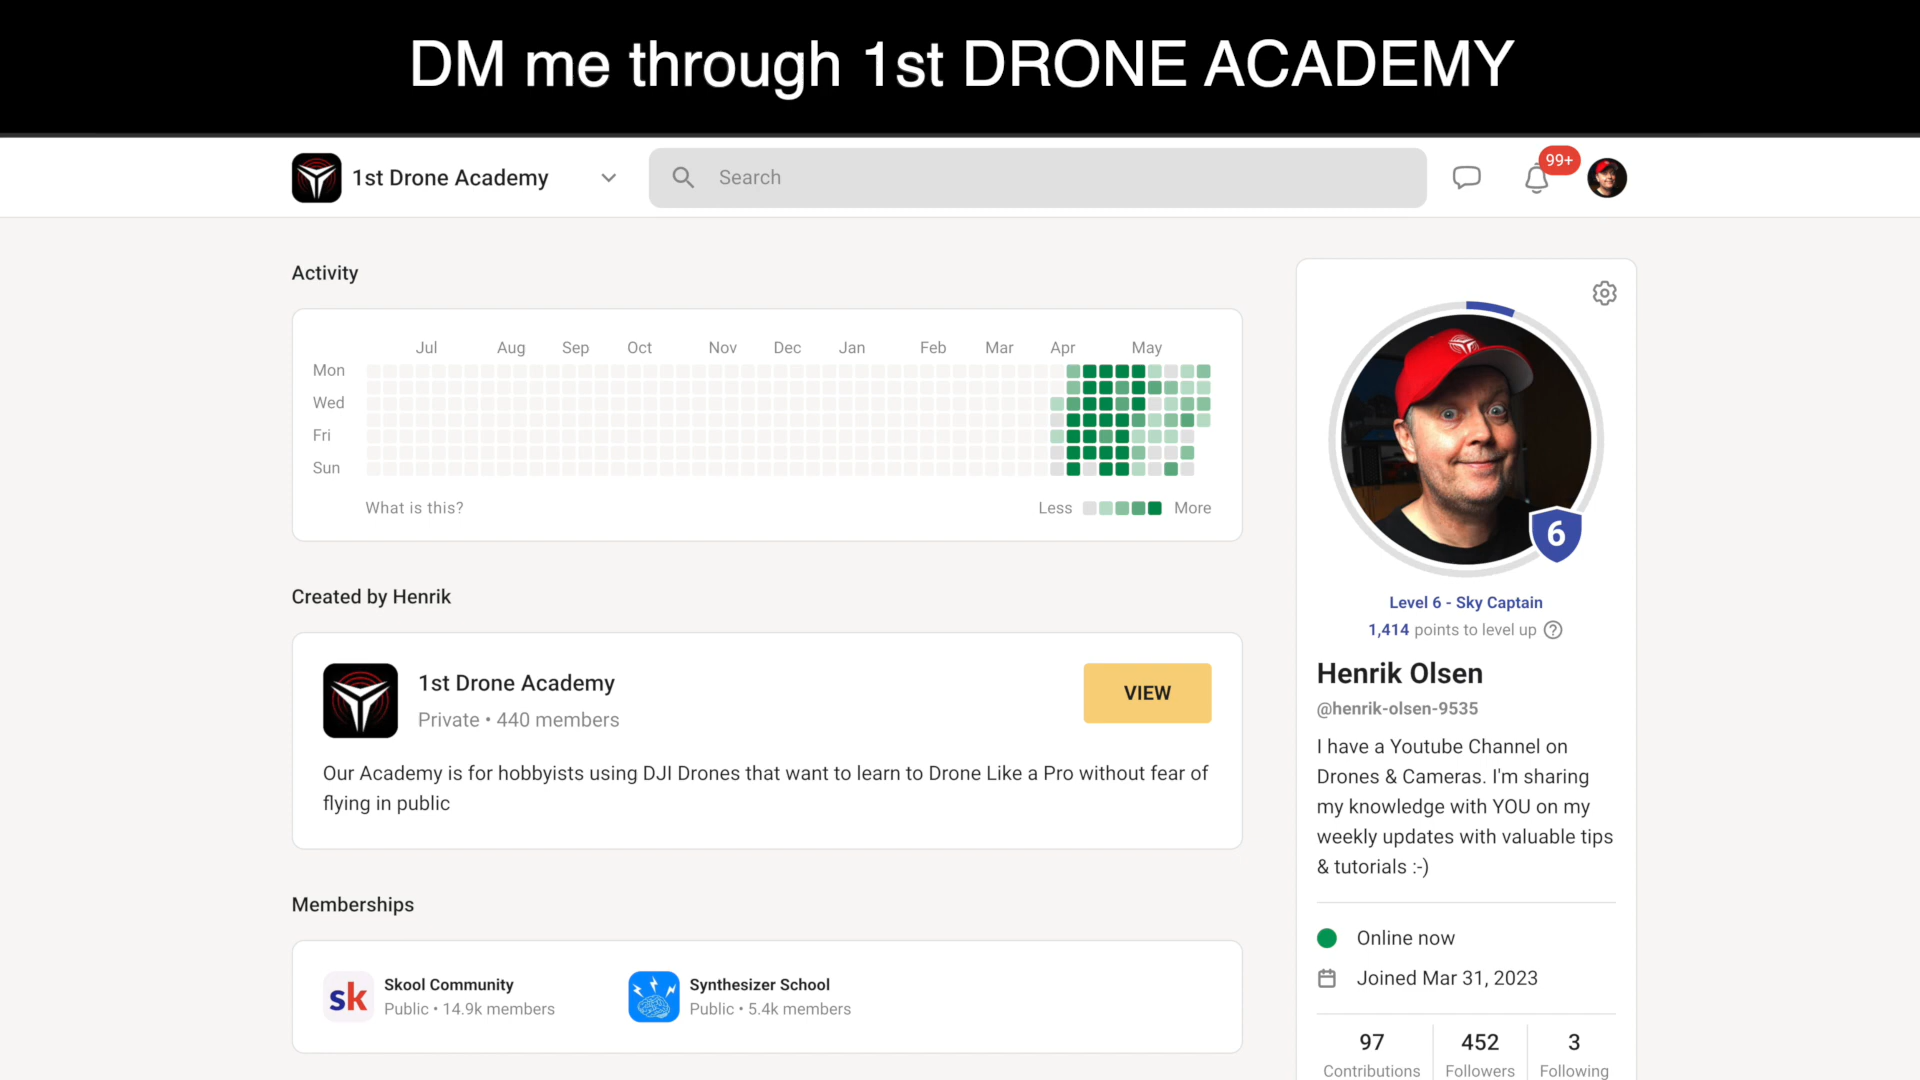 DM me through 1st DRONE ACADEMY
1st Drone Academy
Search
99+
Activity
Jul Aug Sep Oct Nov Dec Jan Feb Mar Apr May
Mon
Wed
Fri
Sun
What is this?
Less More
Created by Henrik
1st Drone Academy
Private • 440 members
VIEW
Our Academy is for hobbyists using DJI Drones that want to learn to Drone Like a Pro without fear of
flying in public
Memberships
sk
Skool Community
Public • 14.9k members
Synthesizer School
Public • 5.4k members
6
Level 6 - Sky Captain
1,414 points to level up ?
Henrik Olsen
@henrik-olsen-9535
I have a Youtube Channel on
Drones & Cameras. I'm sharing
my knowledge with YOU on my
weekly updates with valuable tips
& tutorials :-)
Online now
Joined Mar 31, 2023
97 452 3
Contributions Followers Following